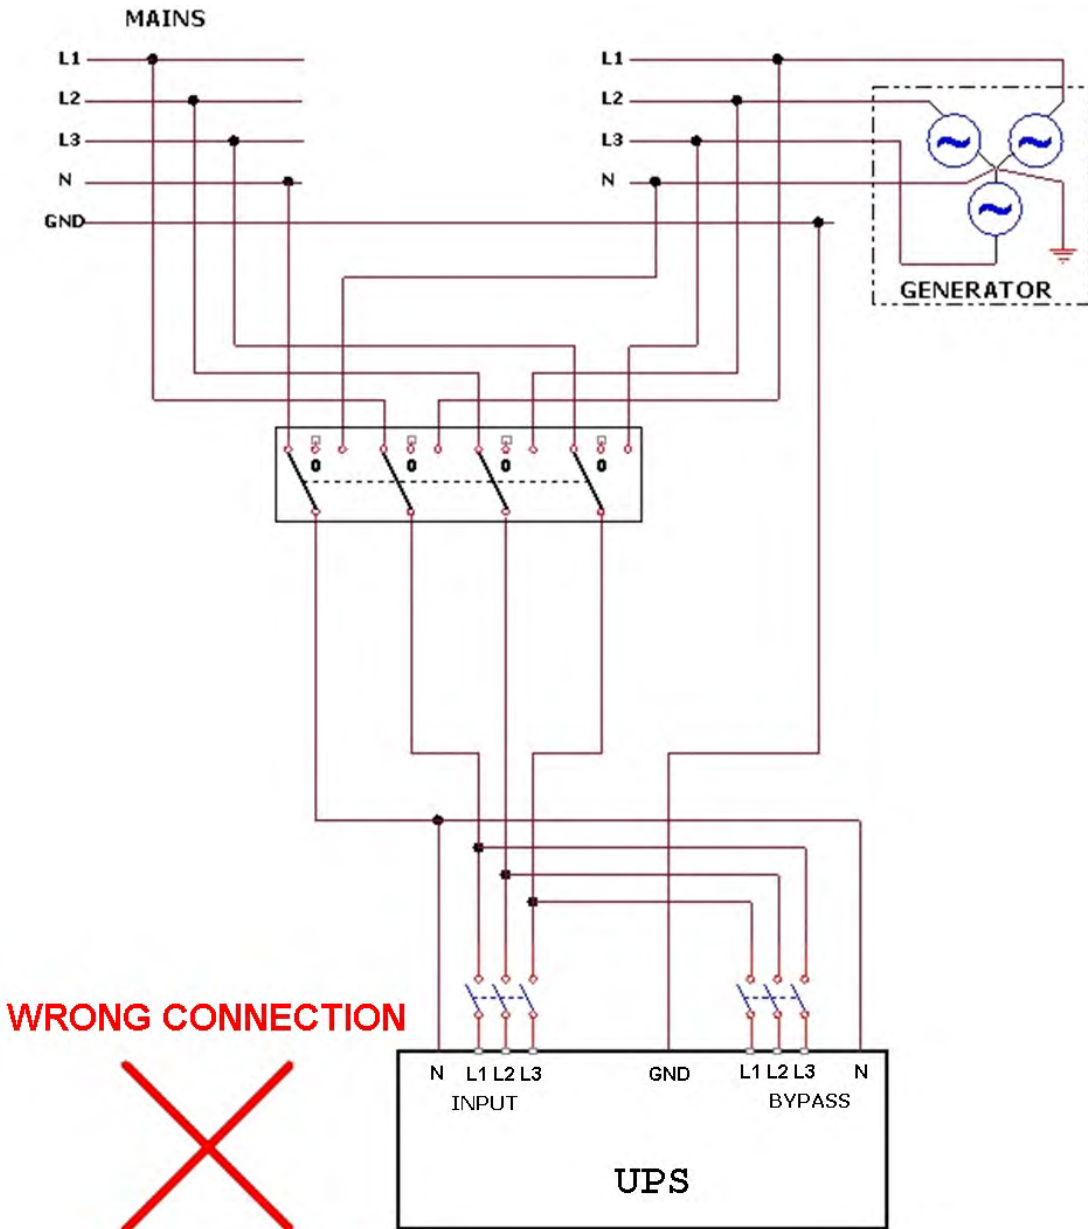 MAINS
L1
L2
L3
N
GND
L1
L2
L3
N
GENERATOR
0 0 0 0
WRONG CONNECTION
N L1 L2 L3 GND L1 L2 L3 N
INPUT BYPASS
UPS